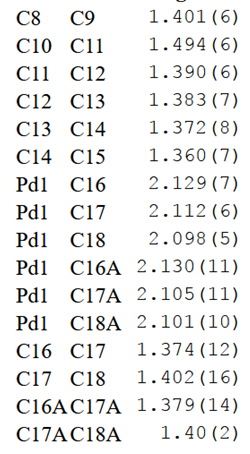 C8 C9 1.401(6)
C10 C11 1.494(6)
C11 C12 1.390(6)
C12 C13 1.383(7)
C13 C14 1.372(8)
C14 C15 1.360(7)
Pd1 C16 2.129(7)
Pd1 C17 2.112(6)
Pd1 C18 2.098(5)
Pd1 C16A 2.130(11)
Pd1 C17A 2.105(11)
Pd1 C18A 2.101(10)
C16 C17 1.374(12)
C17 C18 1.402(16)
C16A C17A 1.379(14)
C17A C18A 1.40(2)